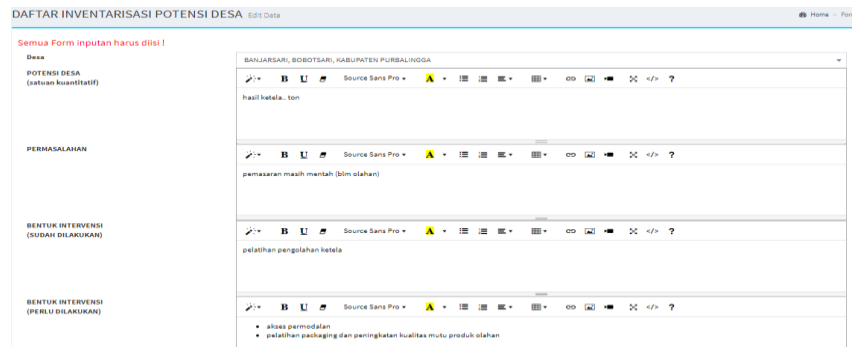 DAFTAR INVENTARISASI POTENSI DESA Edit Data
Home > For
Semua Form inputan harus diisi !
Desa
BANJARSARI, BOBOTSARI, KABUPATEN PURBALINGGA
POTENSI DESA
(satuan kuantitatif)
B U Source Sans Pro A </> ?
hasil ketela.. ton
PERMASALAHAN
B U Source Sans Pro A </> ?
pemasaran masih mentah (blm olahan)
BENTUK INTERVENSI
(SUDAH DILAKUKAN)
B U Source Sans Pro A </> ?
pelatihan pengolahan ketela
BENTUK INTERVENSI
(PERLU DILAKUKAN)
B U Source Sans Pro A </> ?
• akses permodalan
• pelatihan packaging dan peningkatan kualitas mutu produk olahan